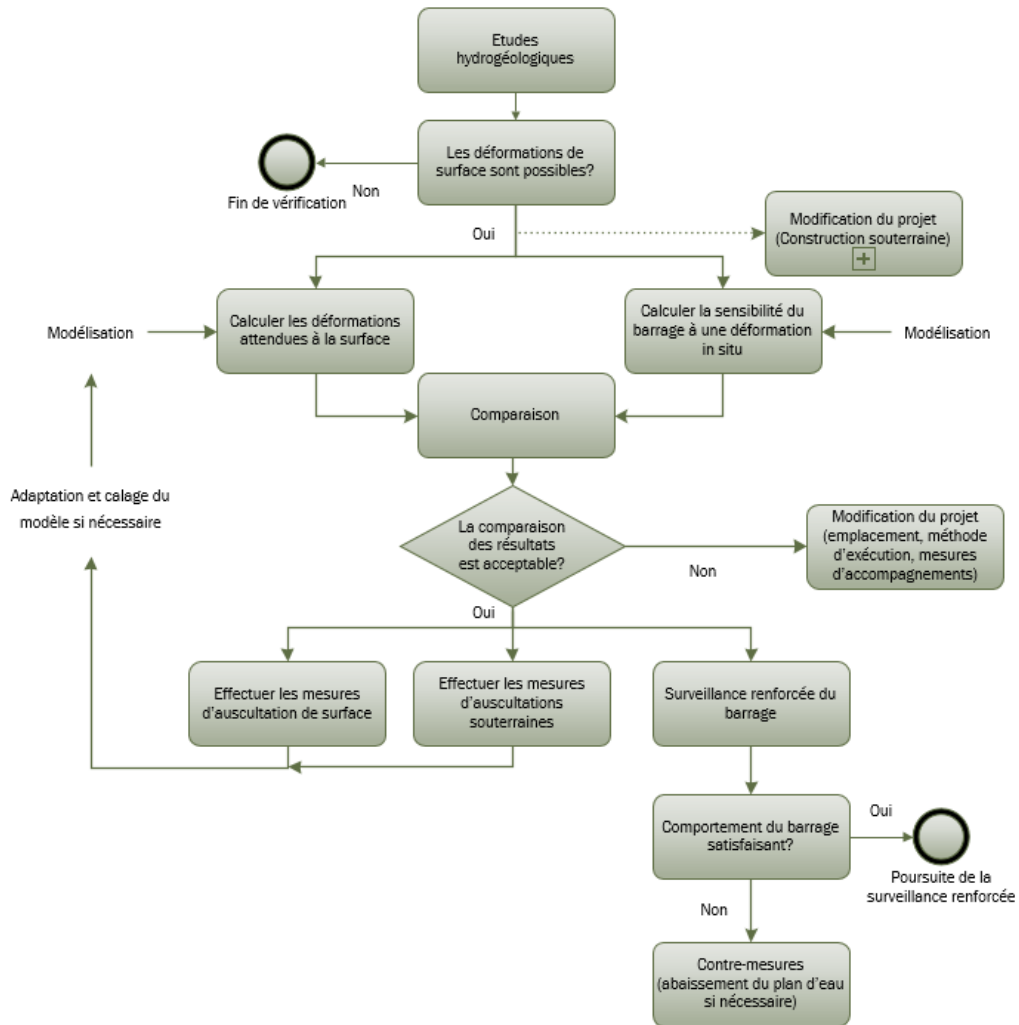 Etudes
hydrogéologiques
Les déformations de
surface sont possibles?
Non
Fin de vérification
Oui
Modification du projet
(Construction souterraine)
Modélisation
Calculer les déformations
attendues à la surface
Calculer la sensibilité du
barrage à une déformation
in situ
Modélisation
Comparaison
Adaptation et calage du
modèle si nécessaire
La comparaison
des résultats
est acceptable?
Non
Modification du projet
(emplacement, méthode
d'exécution, mesures
d'accompagnements)
Oui
Effectuer les mesures
d'auscultation de surface
Effectuer les mesures
d'auscultations
souterraines
Surveillance renforcée du
barrage
Comportement du barrage
satisfaisant?
Oui
Poursuite de la
surveillance renforcée
Non
Contre-mesures
(abaissement du plan d'eau
si nécessaire)